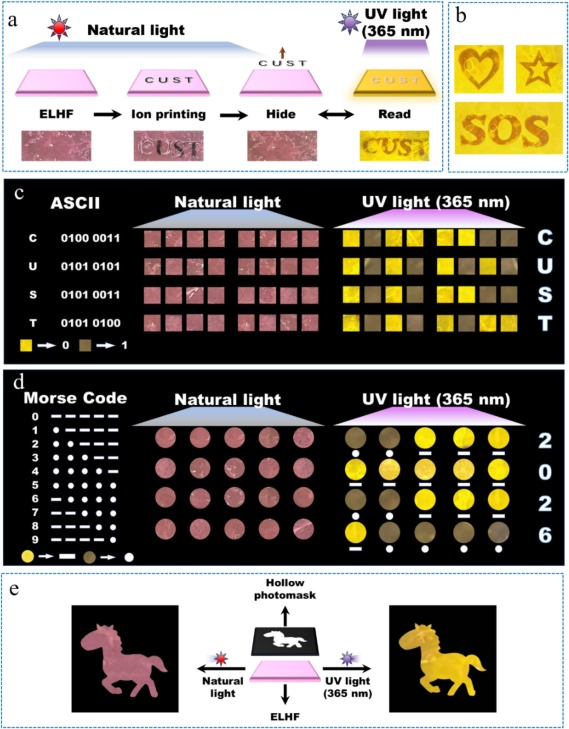 a
Natural light
UV light
(365 nm)
CUST
CUST
CUST
ELHF
Ion printing
Hide
Read
CUST
CUST
b
SOS
c
ASCII
Natural light
UV light (365 nm)
C 0100 0011 C
U 0101 0101 U
S 0101 0011 S
T 0101 0100 T
0 1
d
Morse Code
Natural light
UV light (365 nm)
0
1
2
3
4
5
6
7
8
9
2
0
2
6
e
Hollow
photomask
Natural
light
UV light
(365 nm)
ELHF